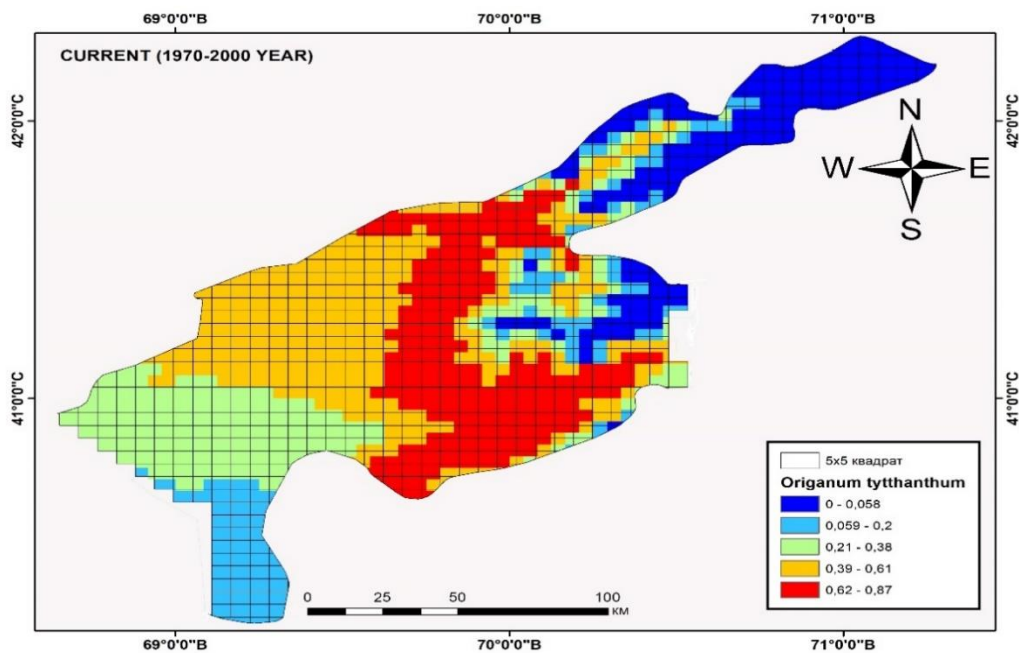 69°0'0"B 70°0'0"B 71°0'0"B
CURRENT (1970-2000 YEAR)
42°0'0"C 42°0'0"C
N
W E
S
41°0'0"C 41°0'0"C
5x5 квадрат
Origanum tytthanthum
0 - 0,058
0,059 - 0,2
0,21 - 0,38
0,39 - 0,61
0,62 - 0,87
0 25 50 100
КМ
69°0'0"B 70°0'0"B 71°0'0"B